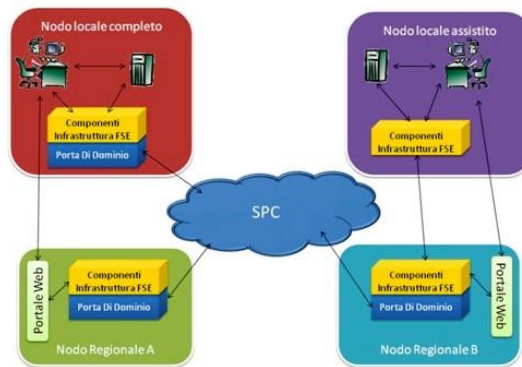 Nodo locale completo
Componenti
Infrastruttura FSE
Porta Di Dominio
Nodo locale assistito
Componenti
Infrastruttura FSE
SPC
Portale Web
Componenti
Infrastruttura FSE
Porta Di Dominio
Nodo Regionale A
Componenti
Infrastruttura FSE
Porta Di Dominio
Portale Web
Nodo Regionale B